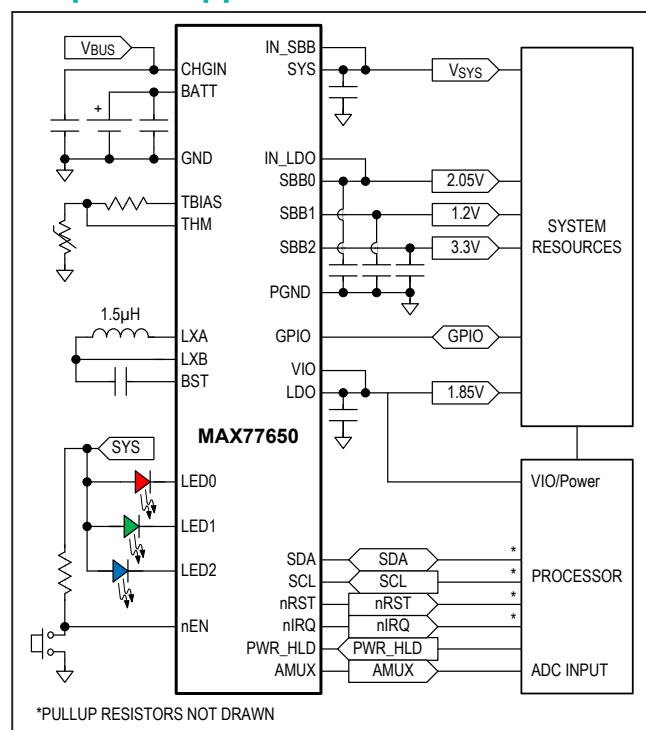 VBUS
CHGIN
BATT
+
GND
TBIAS
THM
1.5µH
LXA
LXB
BST
MAX77650
SYS
LED0
LED1
LED2
nEN
IN_SBB
SYS
VSYS
IN_LDO
SBB0
2.05V
SBB1
1.2V
SBB2
3.3V
PGND
GPIO
GPIO
VIO
LDO
1.85V
SYSTEM
RESOURCES
VIO/Power
SDA
SDA
*
SCL
SCL
*
PROCESSOR
nRST
nRST
*
nIRQ
nIRQ
*
PWR_HLD
PWR_HLD
AMUX
AMUX
ADC INPUT
*PULLUP RESISTORS NOT DRAWN